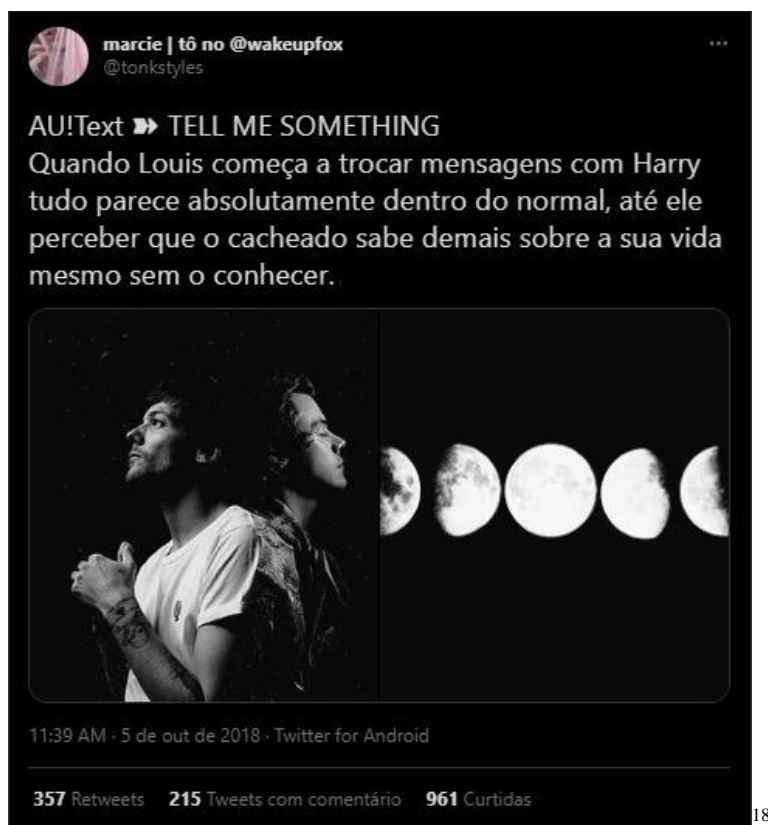 marcie | tô no @wakeupfox
@tonkstyles
AU!Text ➽ TELL ME SOMETHING
Quando Louis começa a trocar mensagens com Harry
tudo parece absolutamente dentro do normal, até ele
perceber que o cacheado sabe demais sobre a sua vida
mesmo sem o conhecer.
11:39 AM · 5 de out de 2018 · Twitter for Android
357 Retweets 215 Tweets com comentário 961 Curtidas
18